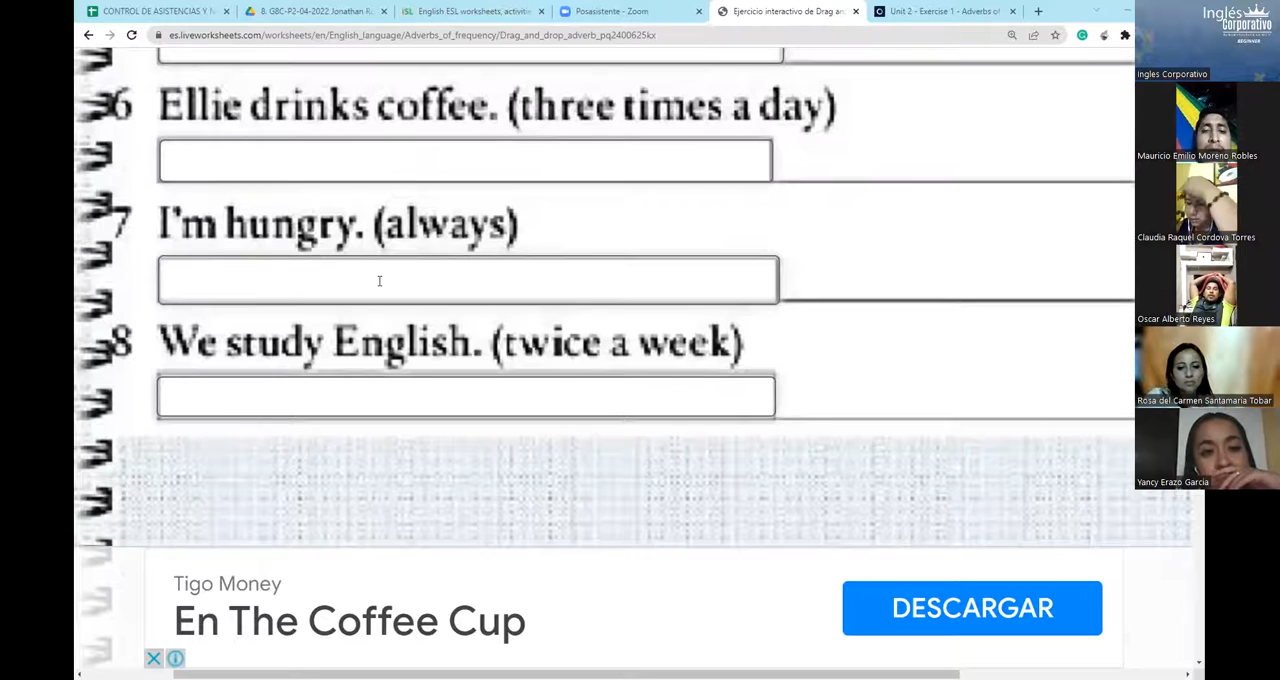 CONTROL DE ASISTENCIAS Y
8. GBC-P2-04-2022 Jonathan
English ESL worksheets, activitie
Posasistente - Zoom
Ejercicio interactivo de Drag an
Unit 2 - Exercise 1 - Adverbs of
es.liveworksheets.com/worksheets/en/English_language/Adverbs_of_frequency/Drag_and_drop_adverb_pq2400625kx
6 Ellie drinks coffee. (three times a day)
7 I'm hungry. (always)
8 We study English. (twice a week)
Tigo Money
En The Coffee Cup
DESCARGAR
Inglés
Corporativo
BEGINNER
Ingles Corporativo
Mauricio Emilio Moreno Robles
Claudia Raquel Cordova Torres
Oscar Alberto Reyes
Rosa del Carmen Santamaria Tobar
Yancy Erazo Garcia